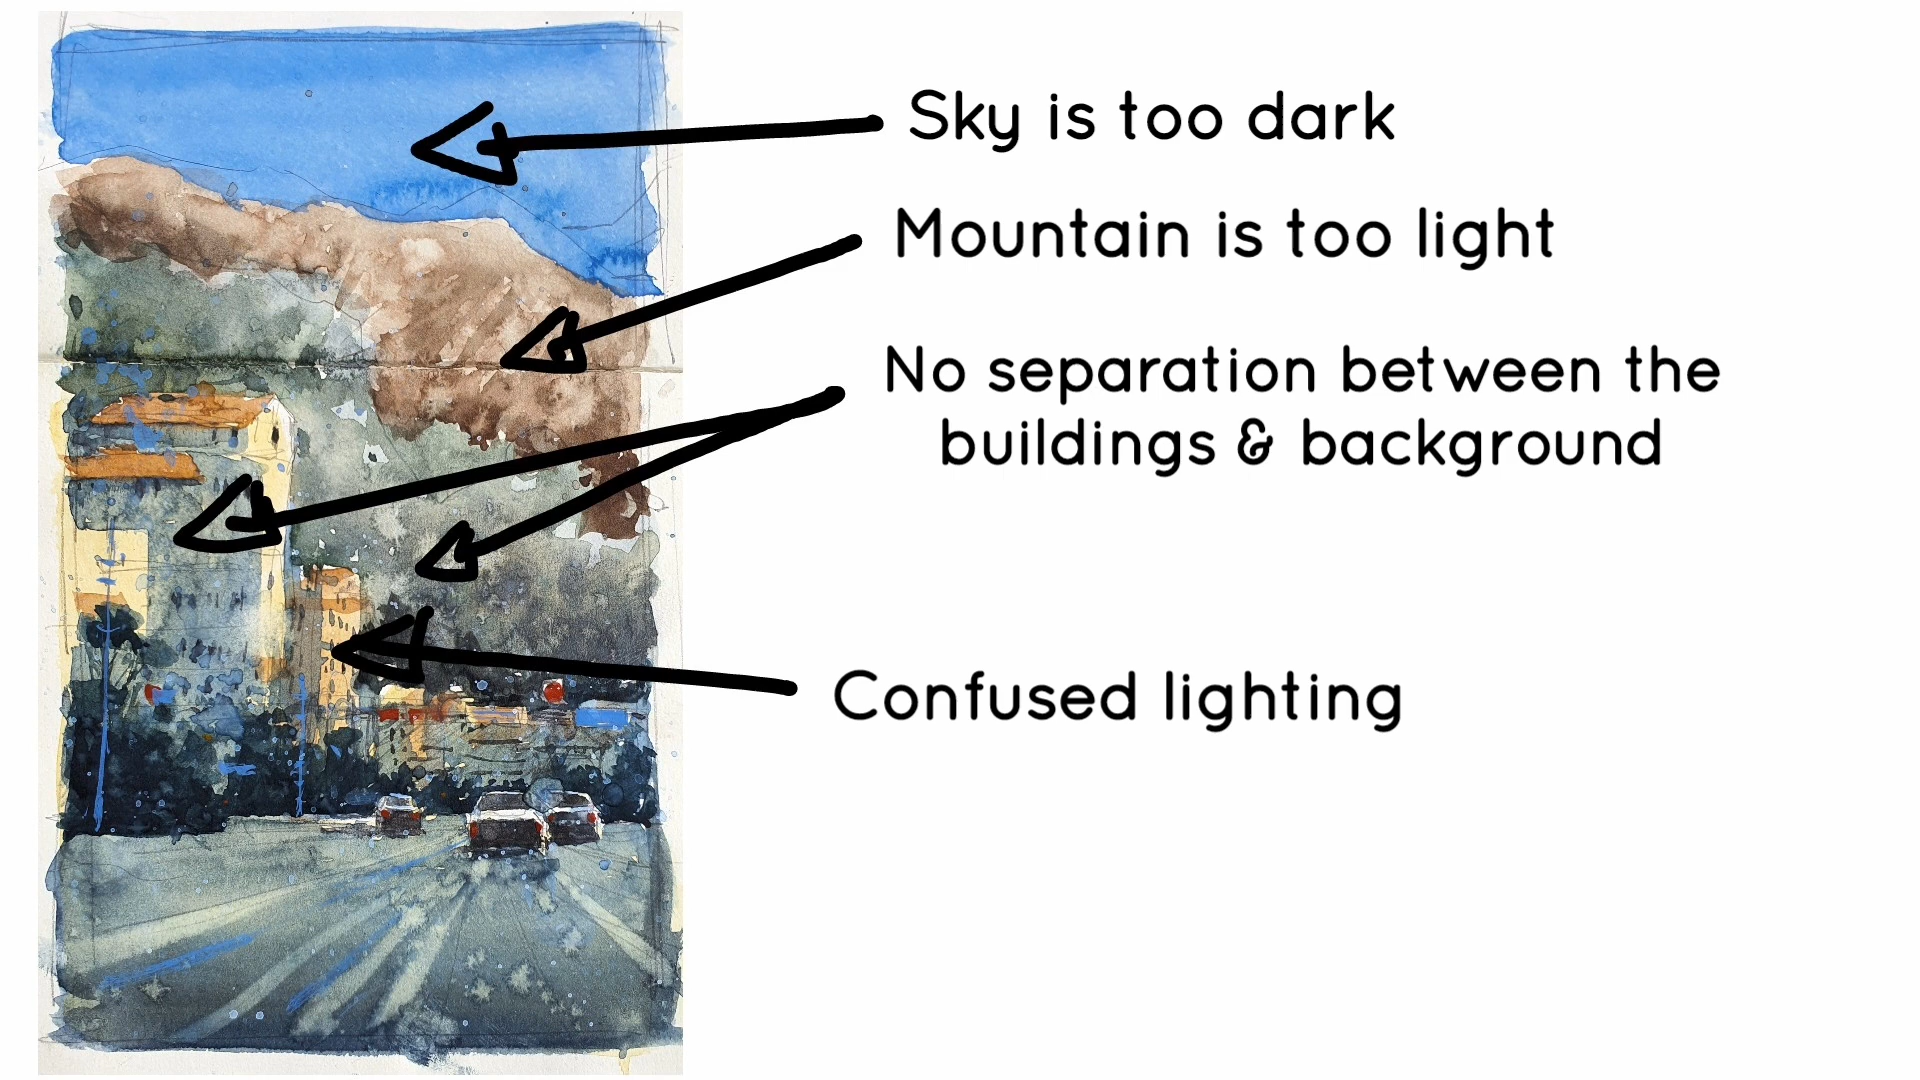 Sky is too dark
Mountain is too light
No separation between the
buildings & background
Confused lighting